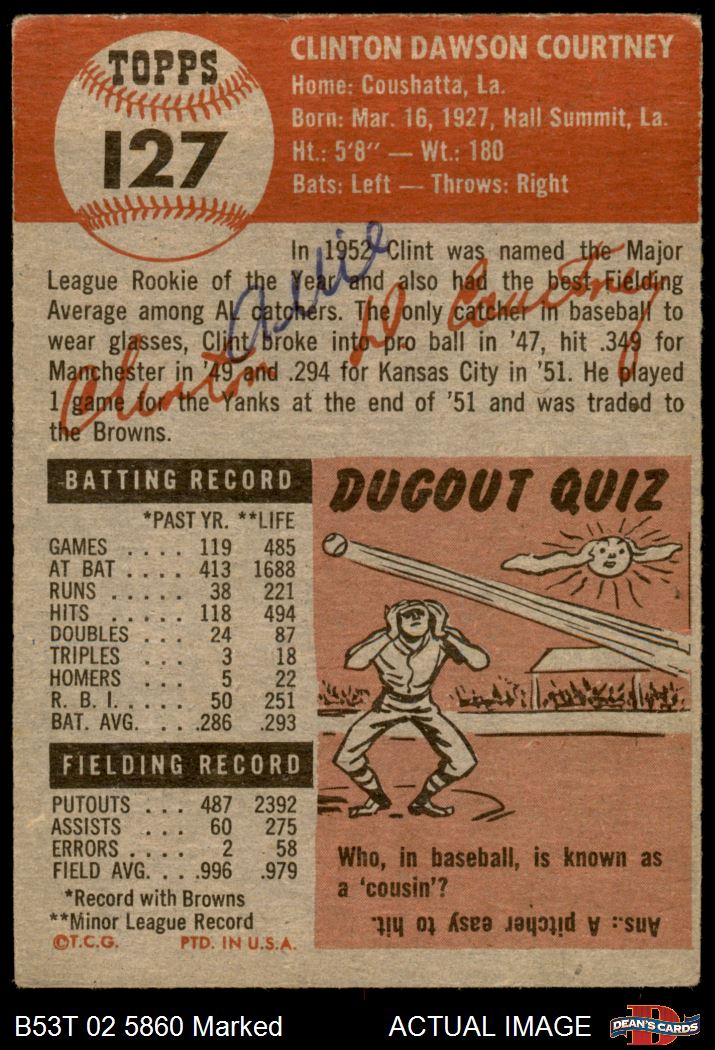 TOPPS
127
CLINTON DAWSON COURTNEY
Home: Coushatta, La.
Born: Mar. 16, 1927, Hall Summit, La.
Ht.: 5'8" — Wt.: 180
Bats: Left — Throws: Right
In 1952 Clint was named the Major
League Rookie of the Year and also had the best Fielding
Average among AL catchers. The only catcher in baseball to
wear glasses, Clint broke into pro ball in '47, hit .349 for
Manchester in '49 and .294 for Kansas City in '51. He played
1 game for the Yanks at the end of '51 and was traded to
the Browns.
Clinton D Courtney
BATTING RECORD
*PAST YR. **LIFE
GAMES . . . . 119 485
AT BAT . . . . 413 1688
RUNS . . . . . 38 221
HITS . . . . . 118 494
DOUBLES . . . 24 87
TRIPLES . . . 3 18
HOMERS . . . 5 22
R. B. I. . . . . 50 251
BAT. AVG. . . .286 .293
FIELDING RECORD
PUTOUTS . . . 487 2392
ASSISTS . . . 60 275
ERRORS . . . . 2 58
FIELD AVG. . . .996 .979
*Record with Browns
**Minor League Record
©T.C.G. PTD. IN U.S.A.
DUGOUT QUIZ
Who, in baseball, is known as
a 'cousin'?
Ans.: A pitcher easy to hit.
B53T 02 5860 Marked ACTUAL IMAGE
DEAN'S CARDS